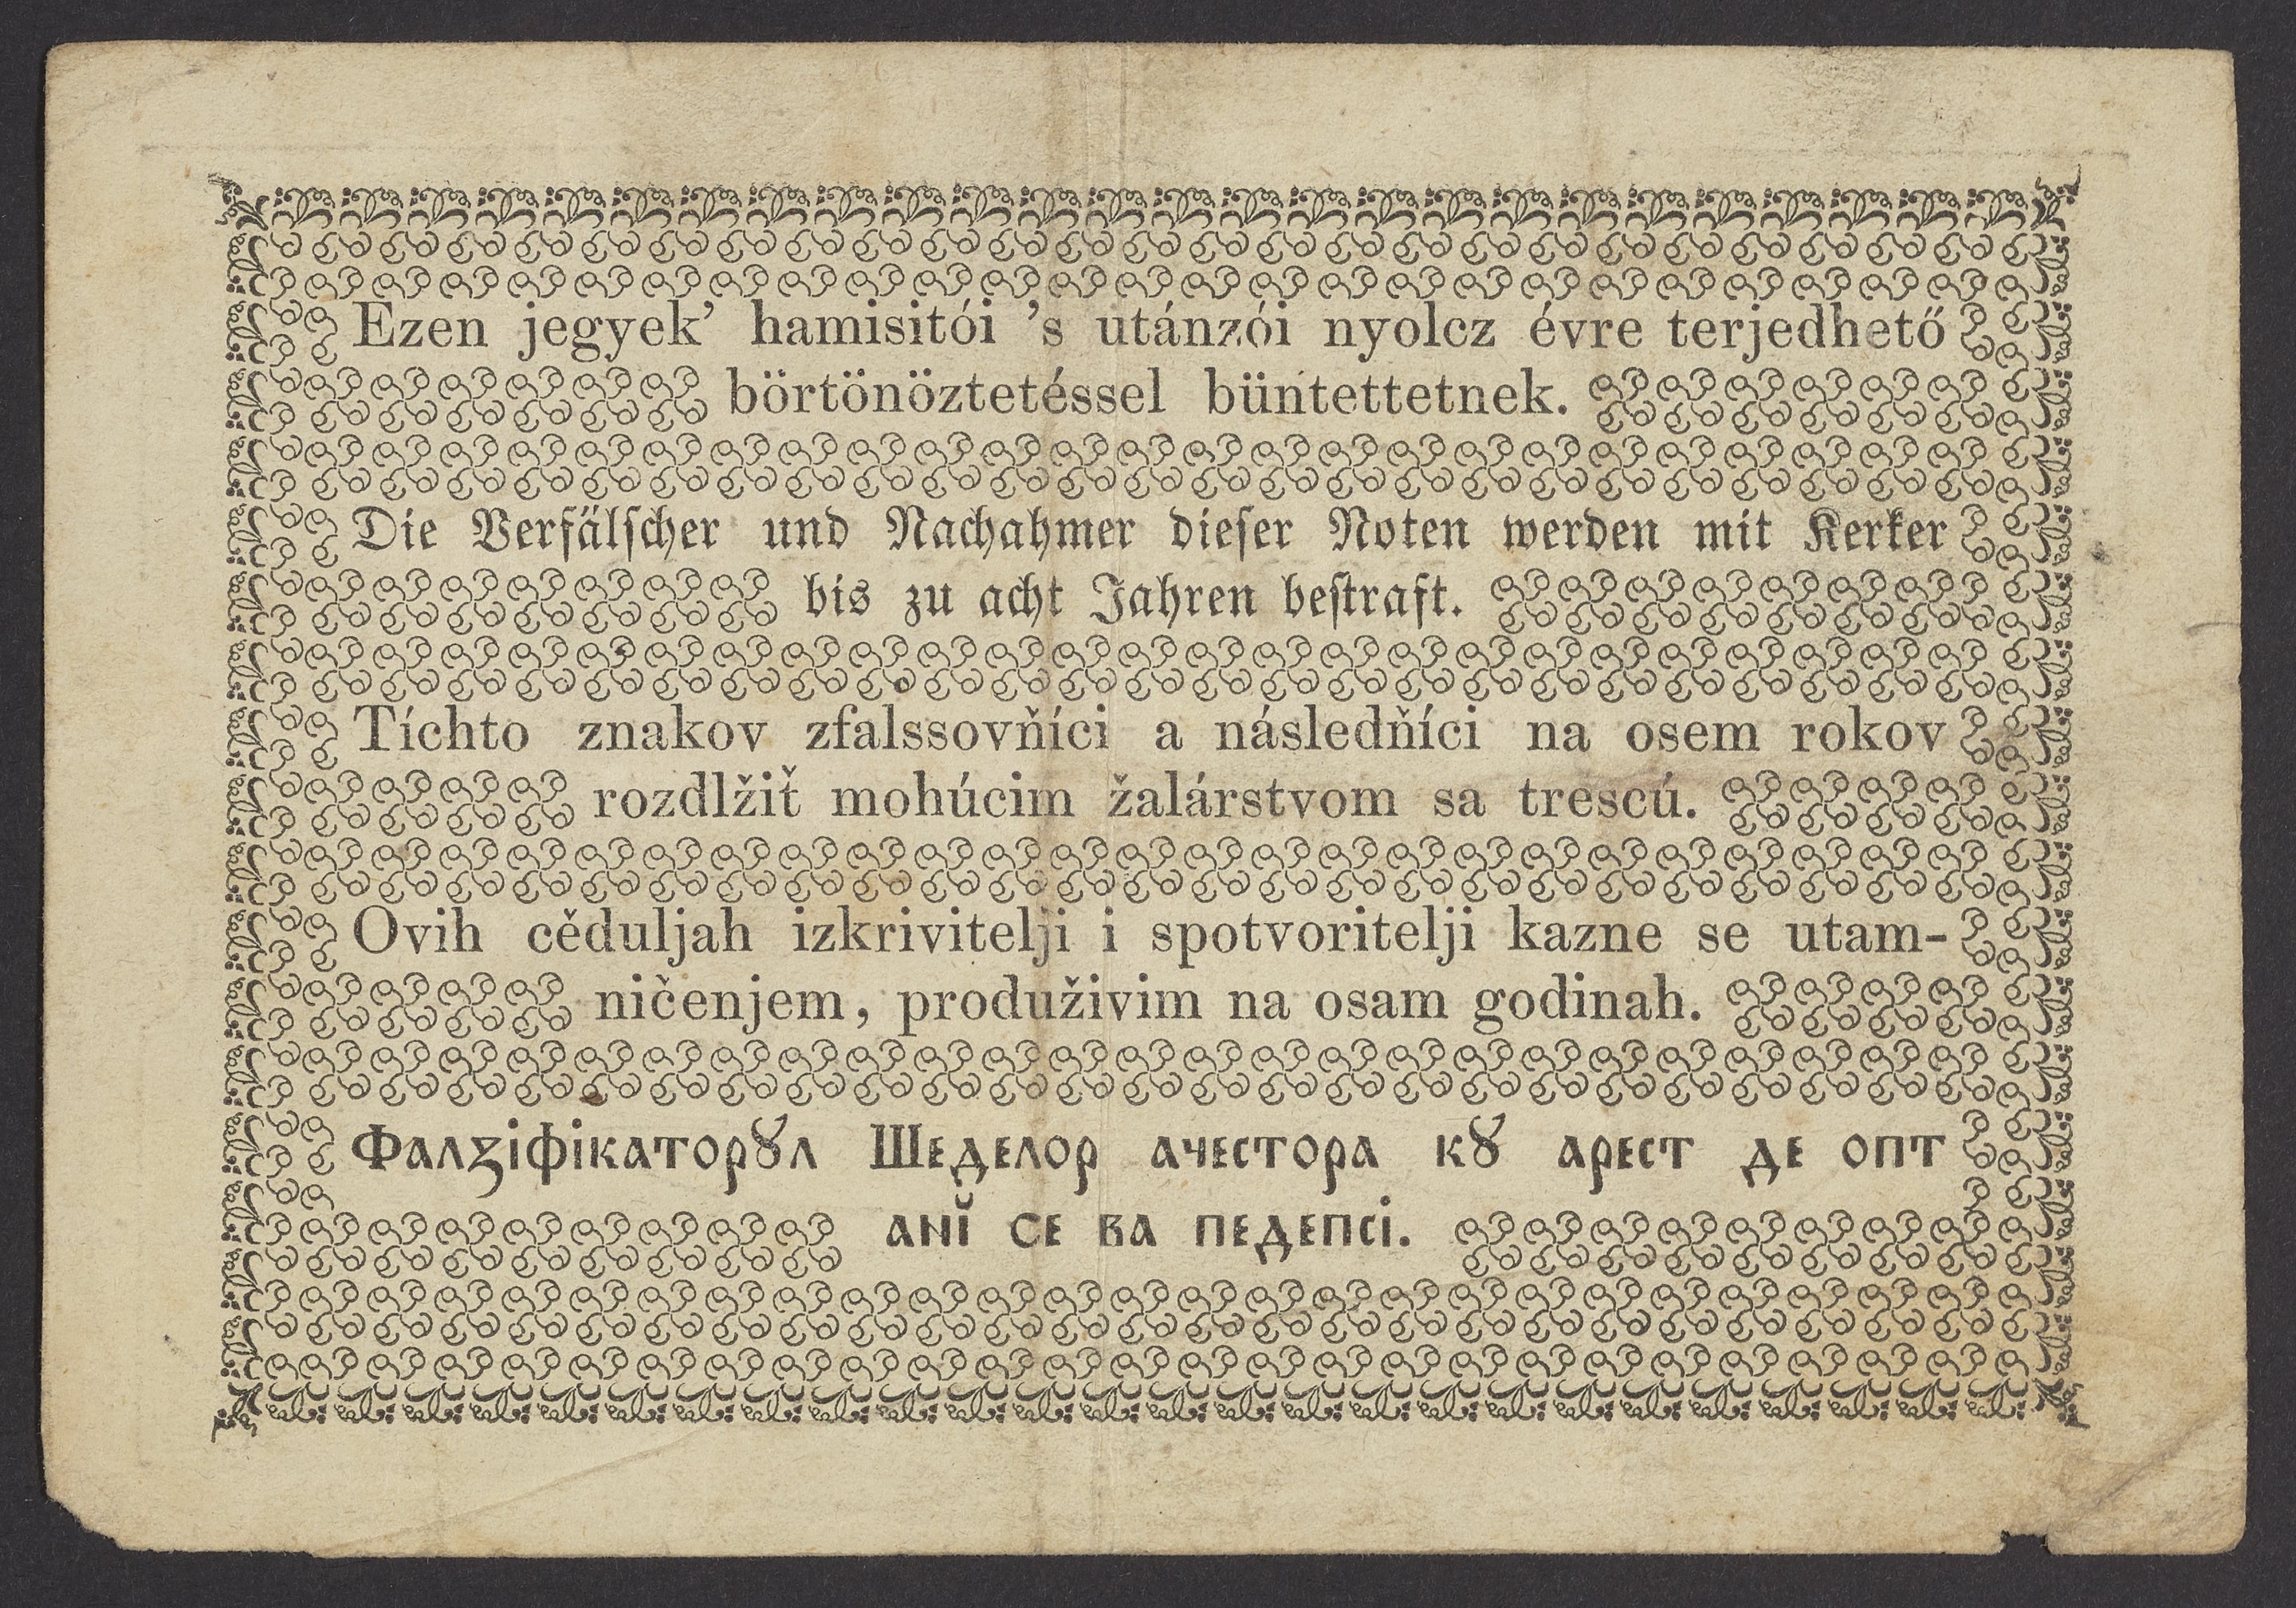 Ezen jegyek’ hamisitói ’s utánzói nyolcz évre terjedhető
börtönöztetéssel büntettetnek.
Die Verfälscher und Nachahmer dieser Noten werden mit Kerker
bis zu acht Jahren bestraft.
Tíchto znakov zfalssovňíci a následňíci na osem rokov
rozdlžiť mohúcim žalárstvom sa trescú.
Ovih cěduljah izkrivitelji i spotvoritelji kazne se utam-
ničenjem, produživim na osam godinah.
Фалꙁіфікаторꙋл Шеделор ачестора кꙋ арест де опт
анĭ се ва педепсі.